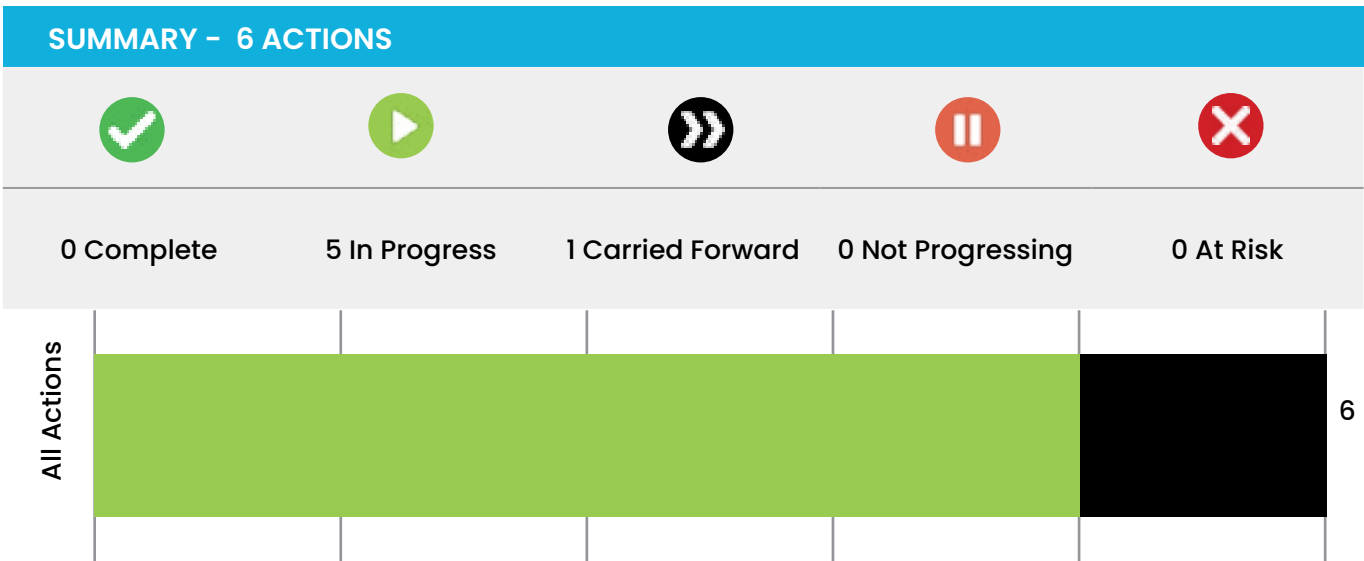 SUMMARY - 6 ACTIONS
0 Complete
5 In Progress
1 Carried Forward
0 Not Progressing
0 At Risk
All Actions
6